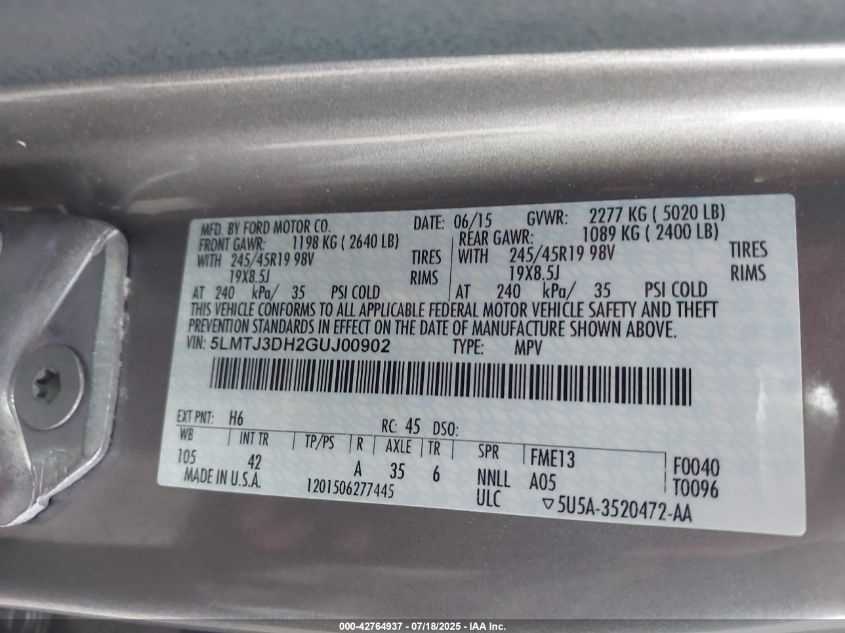 MFD. BY FORD MOTOR CO. DATE: 06/15 GVWR: 2277 KG ( 5020 LB)
FRONT GAWR: 1198 KG ( 2640 LB) REAR GAWR: 1089 KG ( 2400 LB)
WITH 245/45R19 98V TIRES WITH 245/45R19 98V TIRES
19X8.5J RIMS 19X8.5J RIMS
AT 240 kPa/ 35 PSI COLD AT 240 kPa/ 35 PSI COLD
THIS VEHICLE CONFORMS TO ALL APPLICABLE FEDERAL MOTOR VEHICLE SAFETY AND THEFT
PREVENTION STANDARDS IN EFFECT ON THE DATE OF MANUFACTURE SHOWN ABOVE.
VIN: 5LMTJ3DH2GUJ00902 TYPE: MPV
EXT PNT: H6 RC: 45 DSO:
WB INT TR TP/PS R AXLE TR SPR FME13 F0040
105 42 A 35 6 NNLL A05 T0096
MADE IN U.S.A. 1201506277445 ULC ▽5U5A-3520472-AA
000-42764937 - 07/18/2025 - IAA Inc.